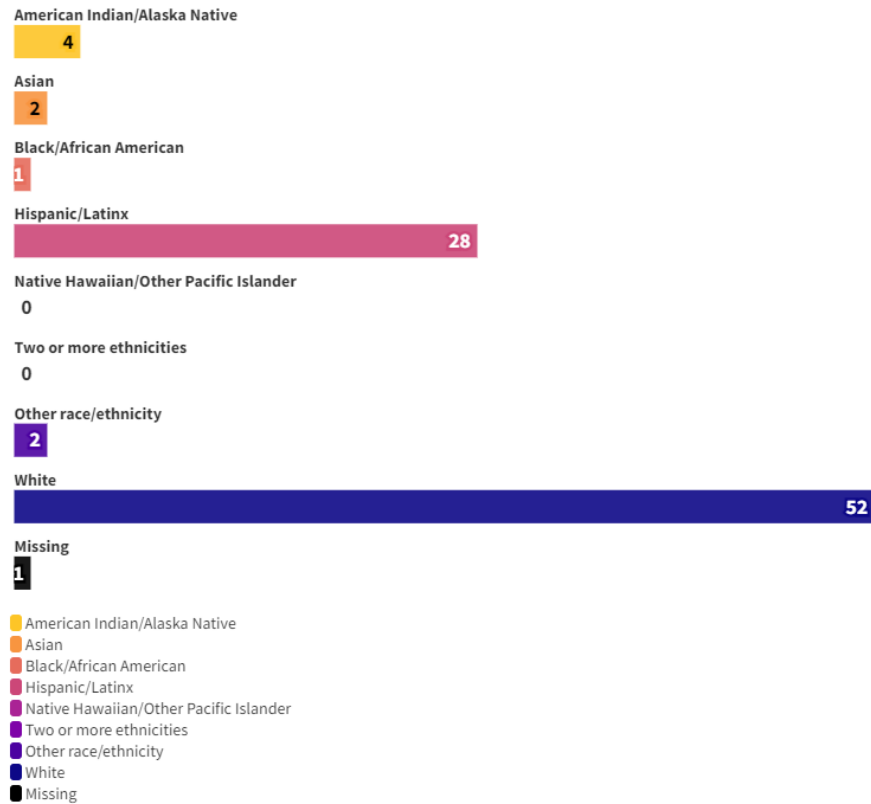 American Indian/Alaska Native
4
Asian
2
Black/African American
1
Hispanic/Latinx
28
Native Hawaiian/Other Pacific Islander
0
Two or more ethnicities
0
Other race/ethnicity
2
White
52
Missing
1
American Indian/Alaska Native
Asian
Black/African American
Hispanic/Latinx
Native Hawaiian/Other Pacific Islander
Two or more ethnicities
Other race/ethnicity
White
Missing